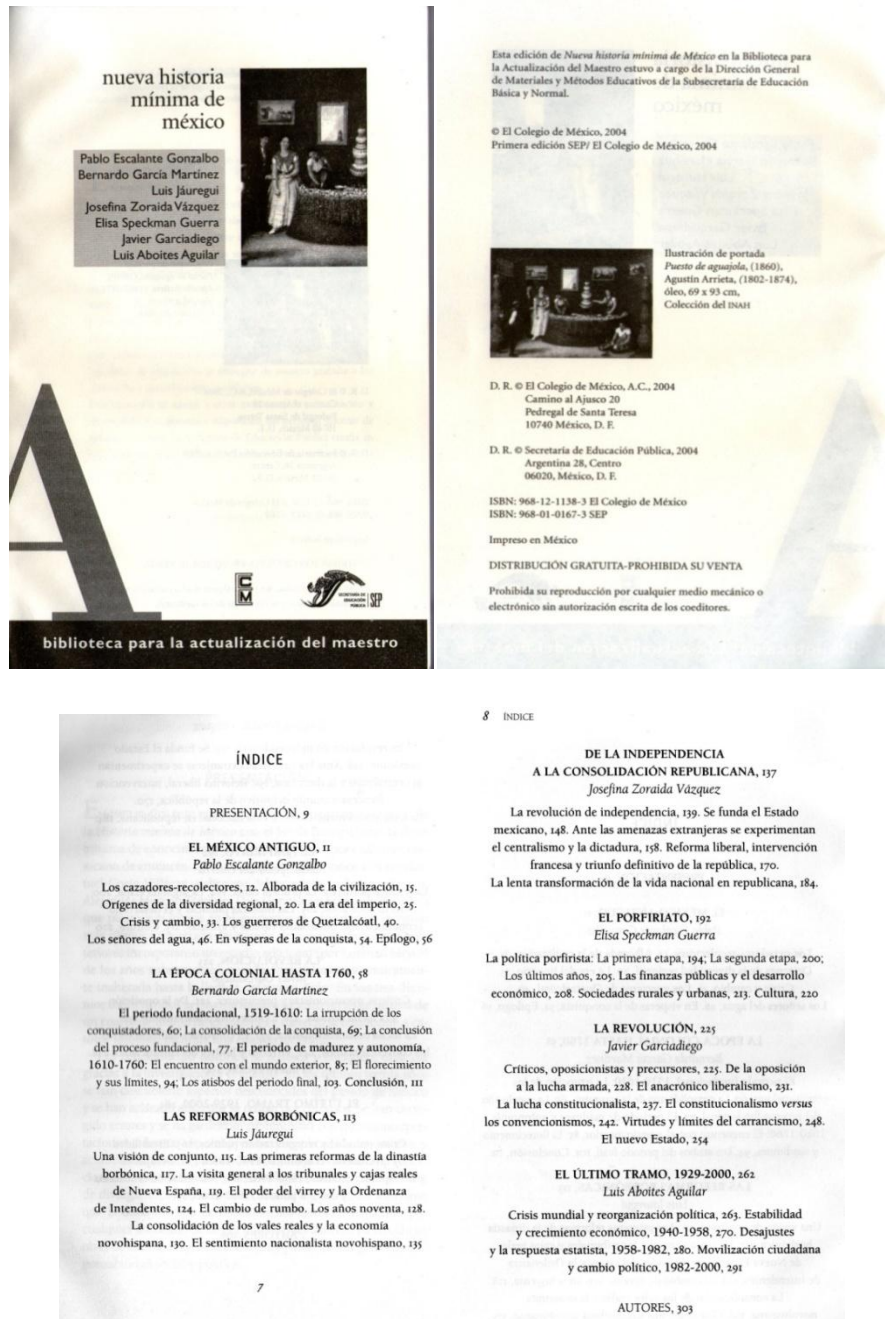 nueva historia
mínima de
méxico
Pablo Escalante Gonzalbo
Bernardo García Martínez
Luis Jáuregui
Josefina Zoraida Vázquez
Elisa Speckman Guerra
Javier Garciadiego
Luis Aboites Aguilar
A
CM
SECRETARÍA DE
EDUCACIÓN
PÚBLICA
SEP
biblioteca para la actualización del maestro
Esta edición de Nueva historia mínima de México en la Biblioteca para
la Actualización del Maestro estuvo a cargo de la Dirección General
de Materiales y Métodos Educativos de la Subsecretaría de Educación
Básica y Normal.
© El Colegio de México, 2004
Primera edición SEP/ El Colegio de México, 2004
Ilustración de portada
Puesto de aguajola, (1860),
Agustín Arrieta, (1802-1874),
óleo, 69 x 93 cm,
Colección del INAH
D. R. © El Colegio de México, A.C., 2004
Camino al Ajusco 20
Pedregal de Santa Teresa
10740 México, D. F.
D. R. © Secretaría de Educación Pública, 2004
Argentina 28, Centro
06020, México, D. F.
ISBN: 968-12-1138-3 El Colegio de México
ISBN: 968-01-0167-3 SEP
Impreso en México
DISTRIBUCIÓN GRATUITA-PROHIBIDA SU VENTA
Prohibida su reproducción por cualquier medio mecánico o
electrónico sin autorización escrita de los coeditores.
ÍNDICE
PRESENTACIÓN, 9
EL MÉXICO ANTIGUO, 11
Pablo Escalante Gonzalbo
Los cazadores-recolectores, 12. Alborada de la civilización, 15.
Orígenes de la diversidad regional, 20. La era del imperio, 25.
Crisis y cambio, 33. Los guerreros de Quetzalcóatl, 40.
Los señores del agua, 46. En vísperas de la conquista, 54. Epílogo, 56
LA ÉPOCA COLONIAL HASTA 1760, 58
Bernardo García Martínez
El periodo fundacional, 1519-1610: La irrupción de los
conquistadores, 60; La consolidación de la conquista, 69; La conclusión
del proceso fundacional, 77. El periodo de madurez y autonomía,
1610-1760: El encuentro con el mundo exterior, 85; El florecimiento
y sus límites, 94; Los atisbos del periodo final, 103. Conclusión, 111
LAS REFORMAS BORBÓNICAS, 113
Luis Jáuregui
Una visión de conjunto, 115. Las primeras reformas de la dinastía
borbónica, 117. La visita general a los tribunales y cajas reales
de Nueva España, 119. El poder del virrey y la Ordenanza
de Intendentes, 124. El cambio de rumbo. Los años noventa, 128.
La consolidación de los vales reales y la economía
novohispana, 130. El sentimiento nacionalista novohispano, 135
7
8 ÍNDICE
DE LA INDEPENDENCIA
A LA CONSOLIDACIÓN REPUBLICANA, 137
Josefina Zoraida Vázquez
La revolución de independencia, 139. Se funda el Estado
mexicano, 148. Ante las amenazas extranjeras se experimentan
el centralismo y la dictadura, 158. Reforma liberal, intervención
francesa y triunfo definitivo de la república, 170.
La lenta transformación de la vida nacional en republicana, 184.
EL PORFIRIATO, 192
Elisa Speckman Guerra
La política porfirista: La primera etapa, 194; La segunda etapa, 200;
Los últimos años, 205. Las finanzas públicas y el desarrollo
económico, 208. Sociedades rurales y urbanas, 213. Cultura, 220
LA REVOLUCIÓN, 225
Javier Garciadiego
Críticos, oposicionistas y precursores, 225. De la oposición
a la lucha armada, 228. El anacrónico liberalismo, 231.
La lucha constitucionalista, 237. El constitucionalismo versus
los convencionismos, 242. Virtudes y límites del carrancismo, 248.
El nuevo Estado, 254
EL ÚLTIMO TRAMO, 1929-2000, 262
Luis Aboites Aguilar
Crisis mundial y reorganización política, 263. Estabilidad
y crecimiento económico, 1940-1958, 270. Desajustes
y la respuesta estatista, 1958-1982, 280. Movilización ciudadana
y cambio político, 1982-2000, 291
AUTORES, 303